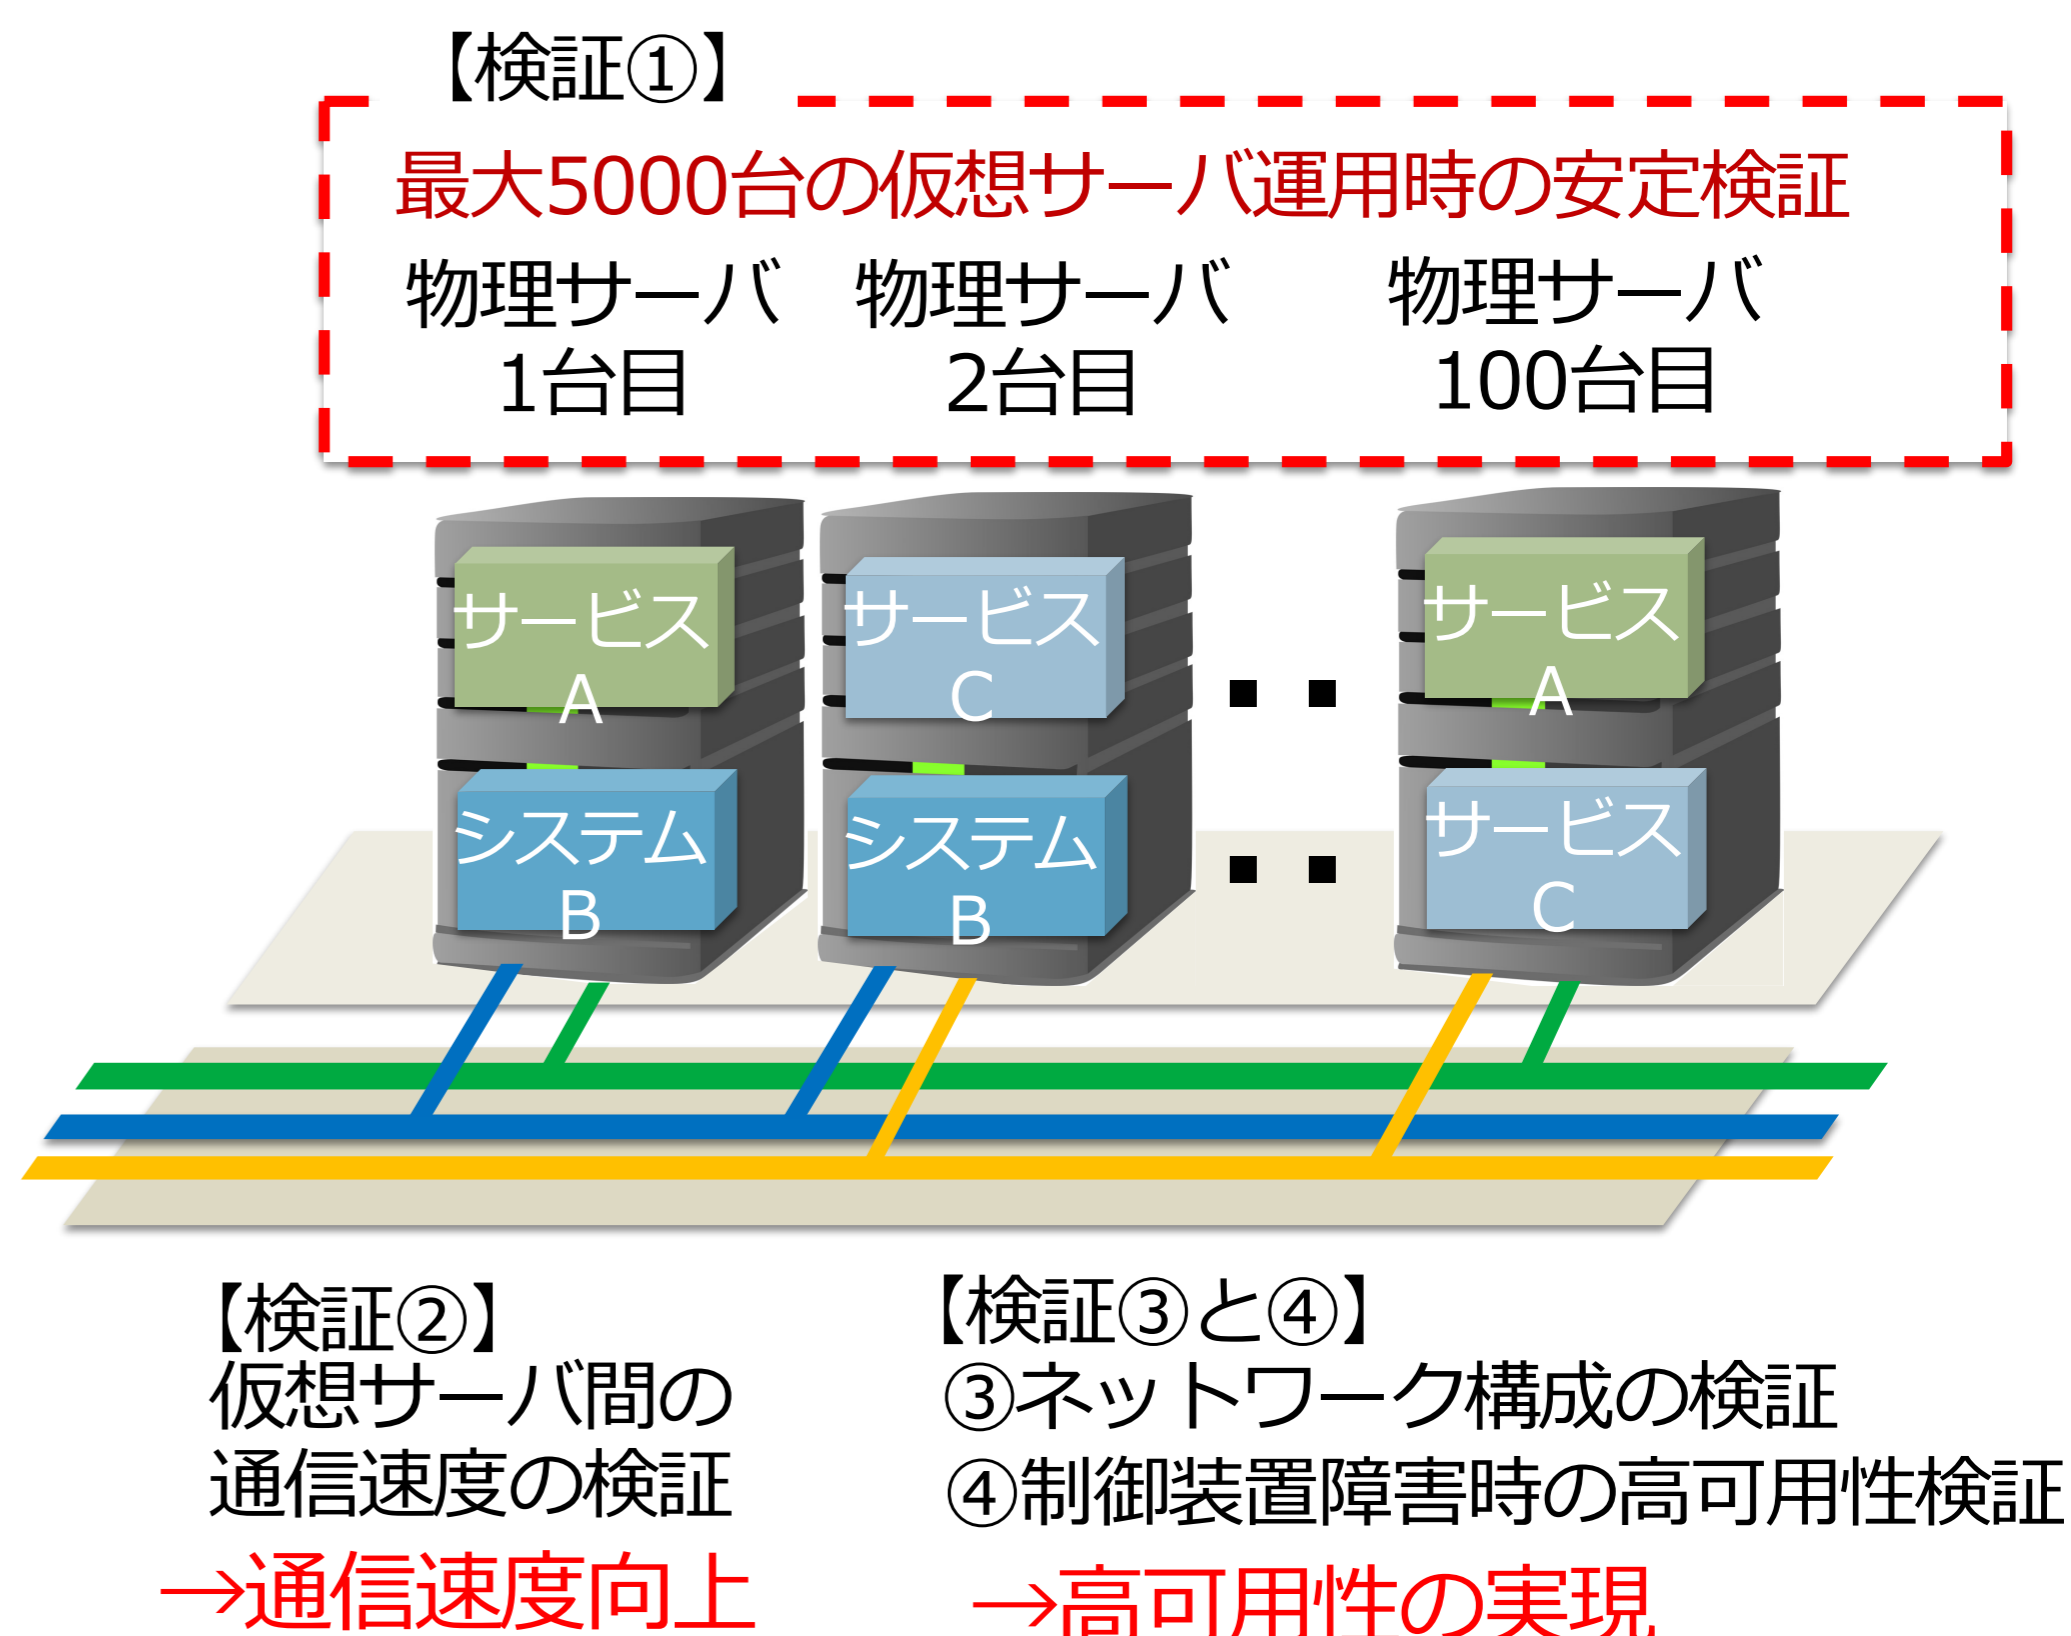 【検証①】
最大5000台の仮想サーバ運用時の安定検証
物理サーバ
1台目
物理サーバ
2台目
物理サーバ
100台目
サービス
A
サービス
C
サービス
A
システム
B
システム
B
サービス
C
【検証②】
仮想サーバ間の
通信速度の検証
→通信速度向上
【検証③と④】
③ネットワーク構成の検証
④制御装置障害時の高可用性検証
→高可用性の実現